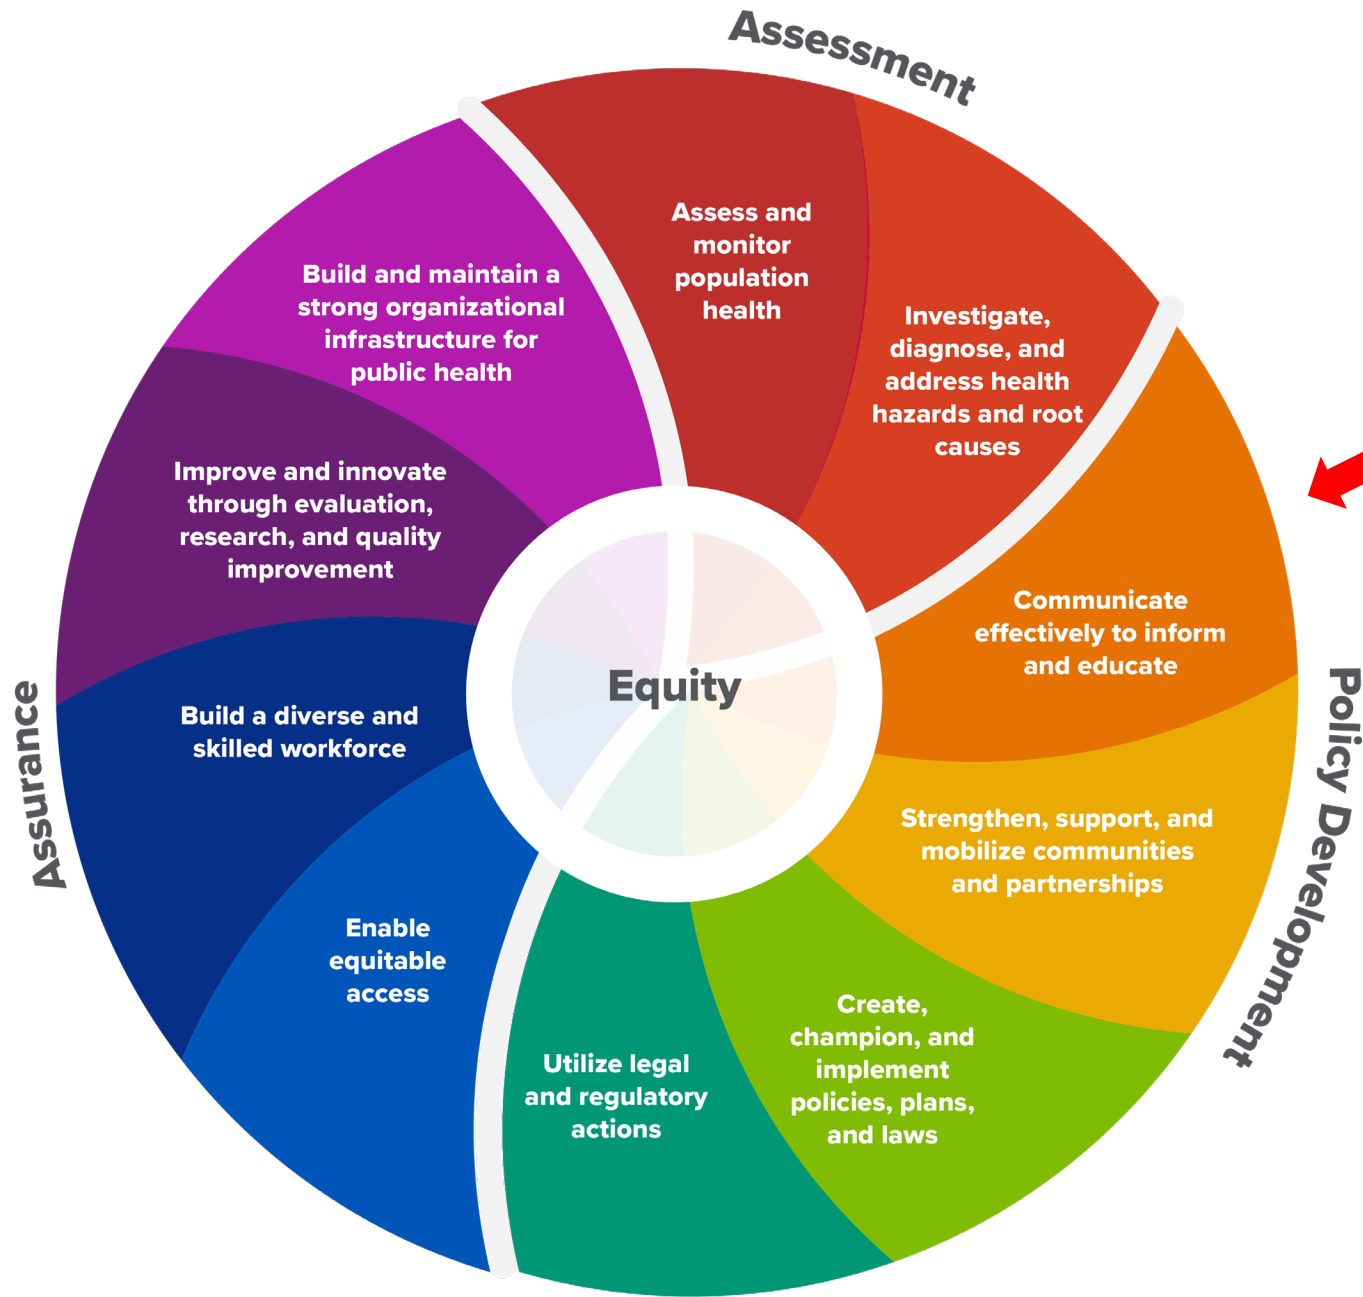 Assessment
Assess and
monitor
population
health
Investigate,
diagnose, and
address health
hazards and root
causes
Communicate
effectively to inform
and educate
Policy Development
Strengthen, support, and
mobilize communities
and partnerships
Create,
champion, and
implement
policies, plans,
and laws
Utilize legal
and regulatory
actions
Enable
equitable
access
Assurance
Build a diverse and
skilled workforce
Improve and innovate
through evaluation,
research, and quality
improvement
Build and maintain a
strong organizational
infrastructure for
public health
Equity